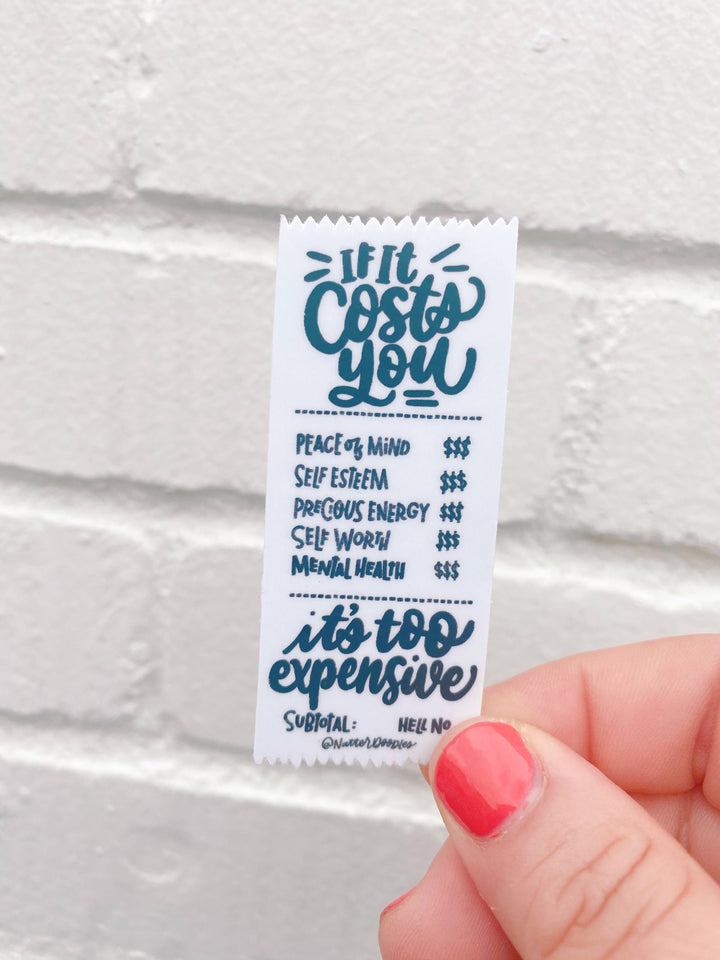 If It
Costs
you
PEACE of MIND $$$
SELF ESTEEM $$$
PRECIOUS ENERGY $$$
SELF WORTH $$$
MENTAL HEALTH $$$
it's too
expensive
SUBTOTAL: HELL NO
@NutterDoodles